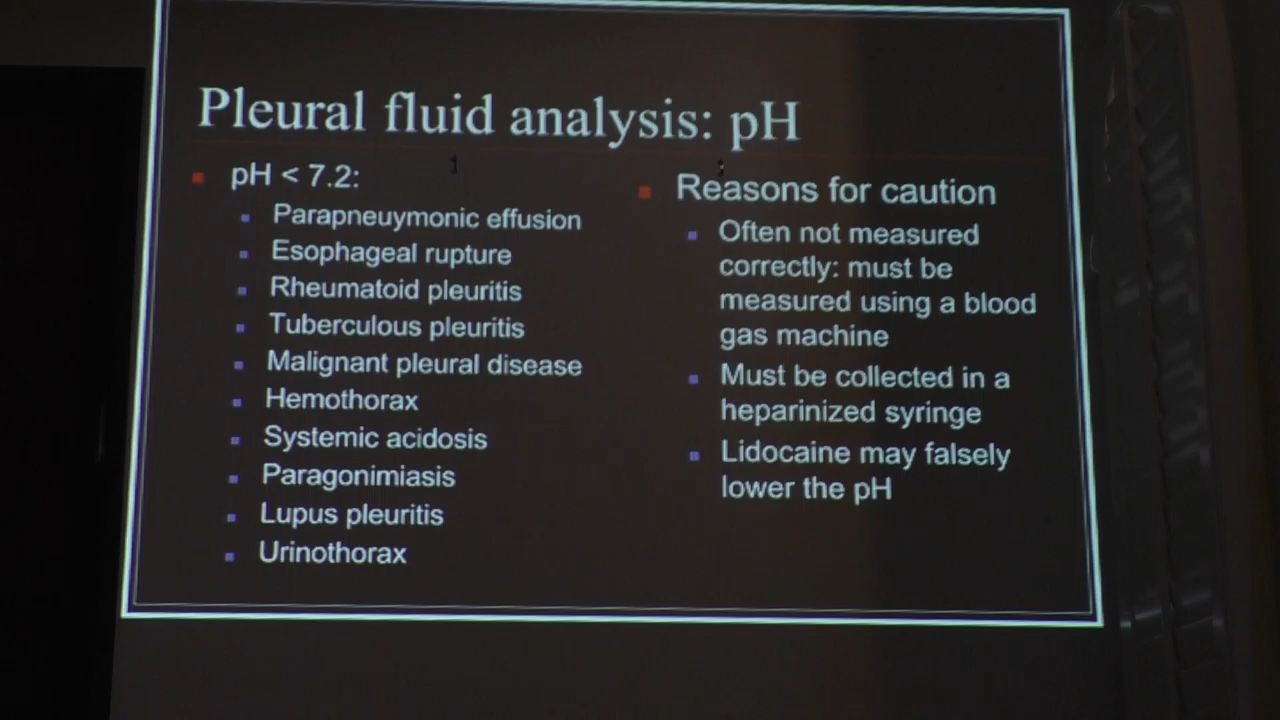 Pleural fluid analysis: pH
pH < 7.2:
Parapneuymonic effusion
Esophageal rupture
Rheumatoid pleuritis
Tuberculous pleuritis
Malignant pleural disease
Hemothorax
Systemic acidosis
Paragonimiasis
Lupus pleuritis
Urinothorax
Reasons for caution
Often not measured
correctly: must be
measured using a blood
gas machine
Must be collected in a
heparinized syringe
Lidocaine may falsely
lower the pH